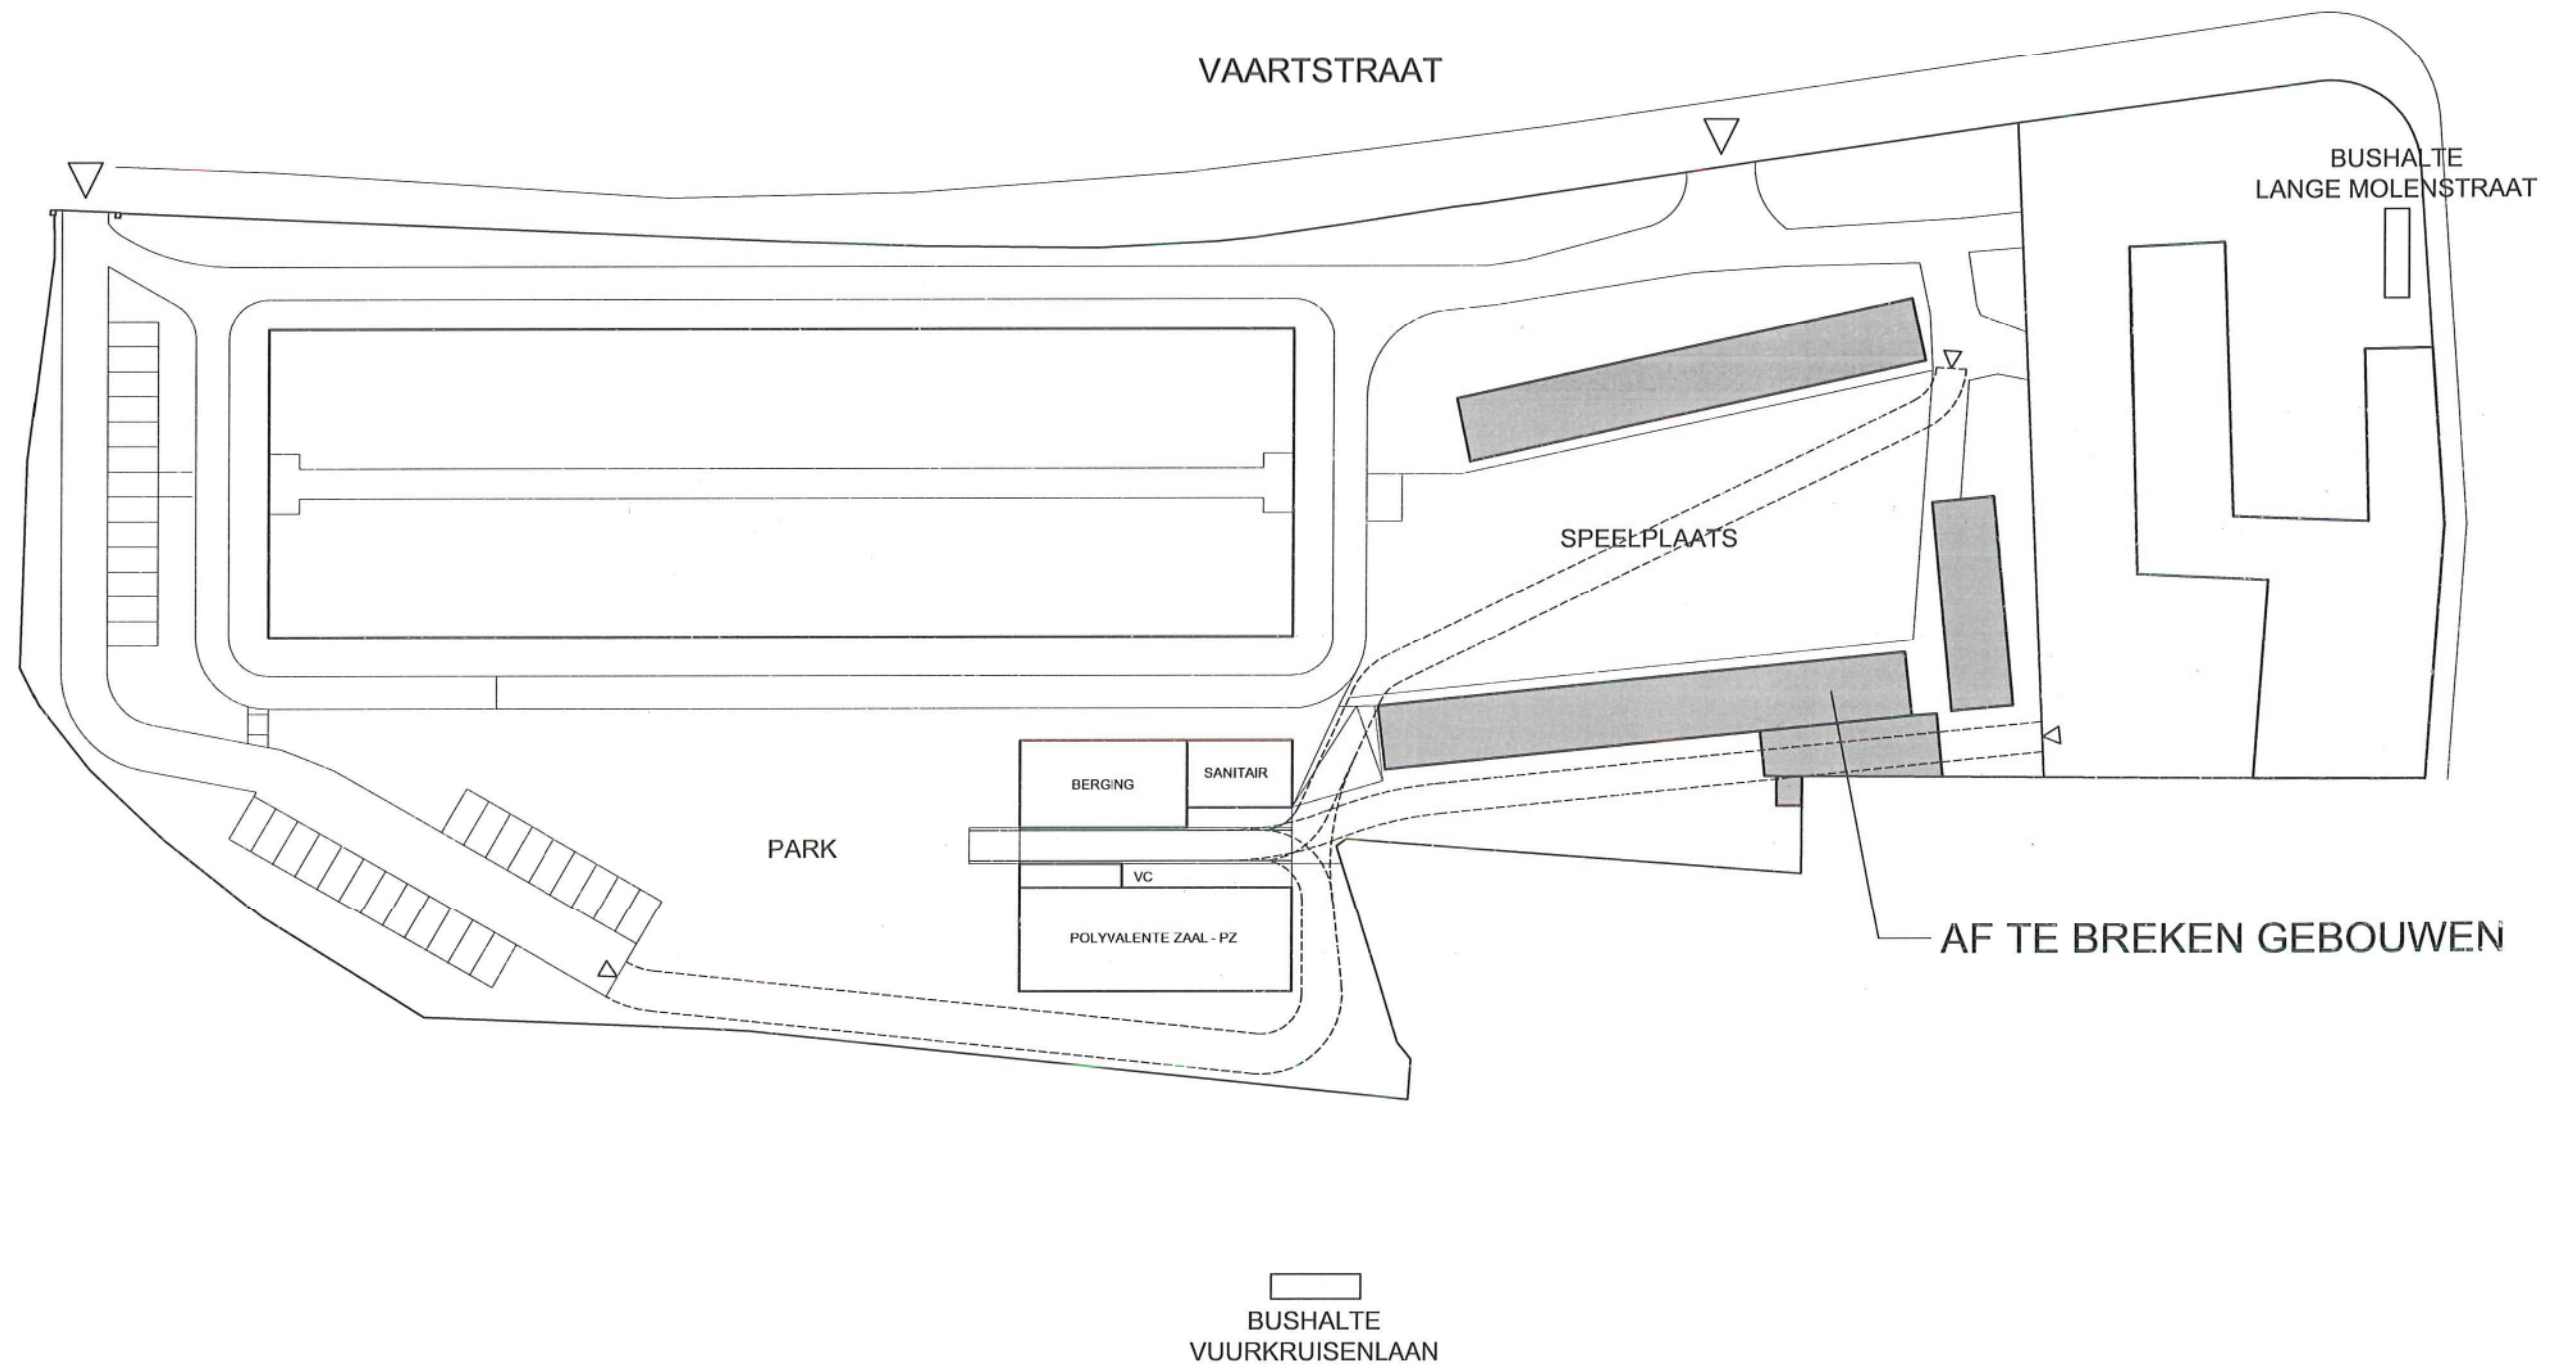 VAARTSTRAAT
BUSHALTE
LANGE MOLENSTRAAT
SPEELPLAATS
SANITAIR
BERGING
PARK
VC
POLYVALENTE ZAAL - PZ
AF TE BREKEN GEBOUWEN
BUSHALTE
VUURKRUISENLAAN